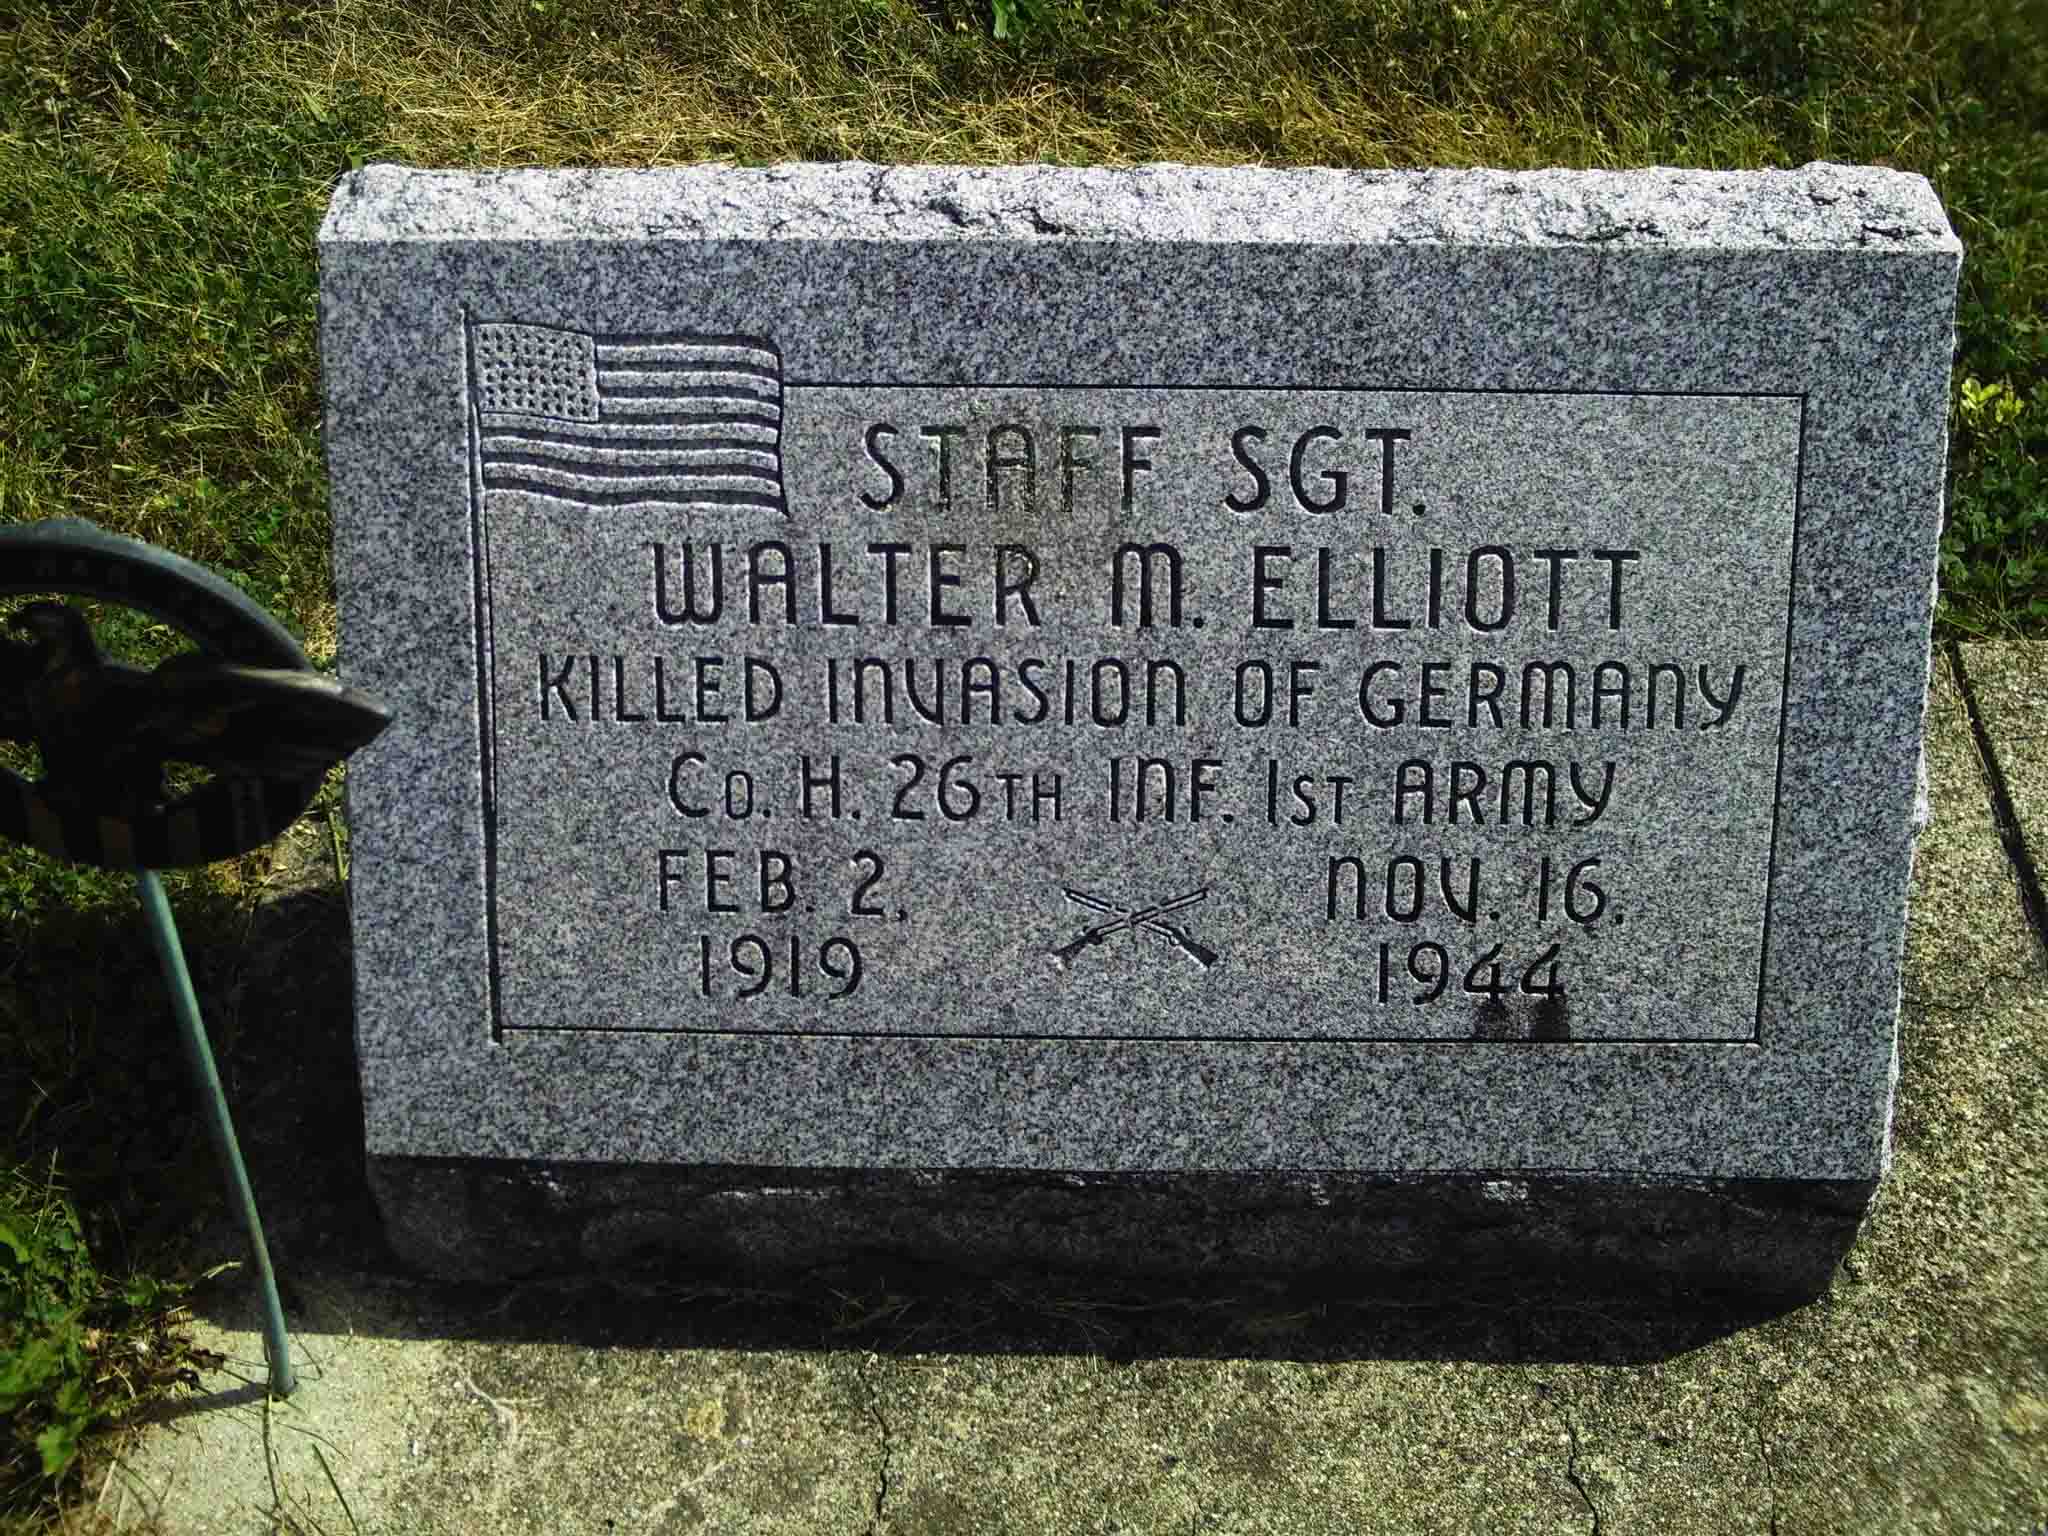 STAFF SGT.
WALTER M. ELLIOTT
KILLED INVASION OF GERMANY
Co. H. 26TH INF. 1ST ARMY
FEB. 2, NOV. 16.
1919 1944